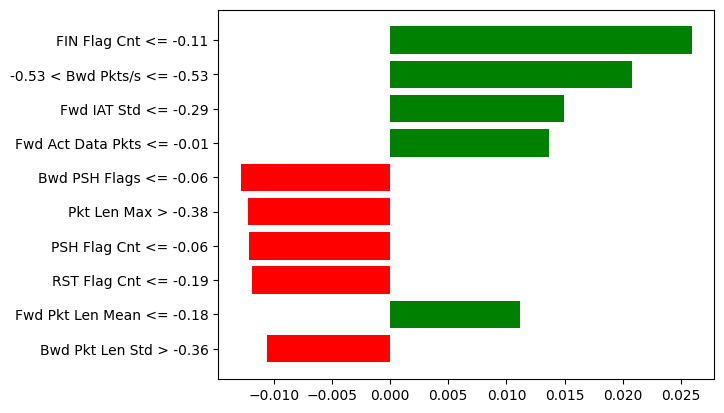 FIN Flag Cnt <= -0.11
-0.53 < Bwd Pkts/s <= -0.53
Fwd IAT Std <= -0.29
Fwd Act Data Pkts <= -0.01
Bwd PSH Flags <= -0.06
Pkt Len Max > -0.38
PSH Flag Cnt <= -0.06
RST Flag Cnt <= -0.19
Fwd Pkt Len Mean <= -0.18
Bwd Pkt Len Std > -0.36
−0.010 −0.005 0.000 0.005 0.010 0.015 0.020 0.025